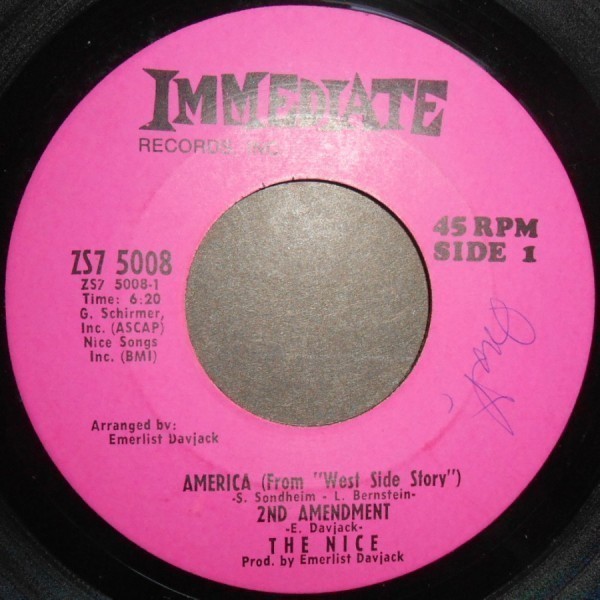 IMMEDIATE
RECORDS, INC.
45 RPM
SIDE 1
ZS7 5008
ZS7 5008-1
Time: 6:20
G. Schirmer,
Inc. (ASCAP)
Nice Songs
Inc. (BMI)
Arranged by:
Emerlist Davjack
AMERICA (From "West Side Story")
-S. Sondheim - L. Bernstein-
2ND AMENDMENT
-E. Davjack-
THE NICE
Prod. by Emerlist Davjack